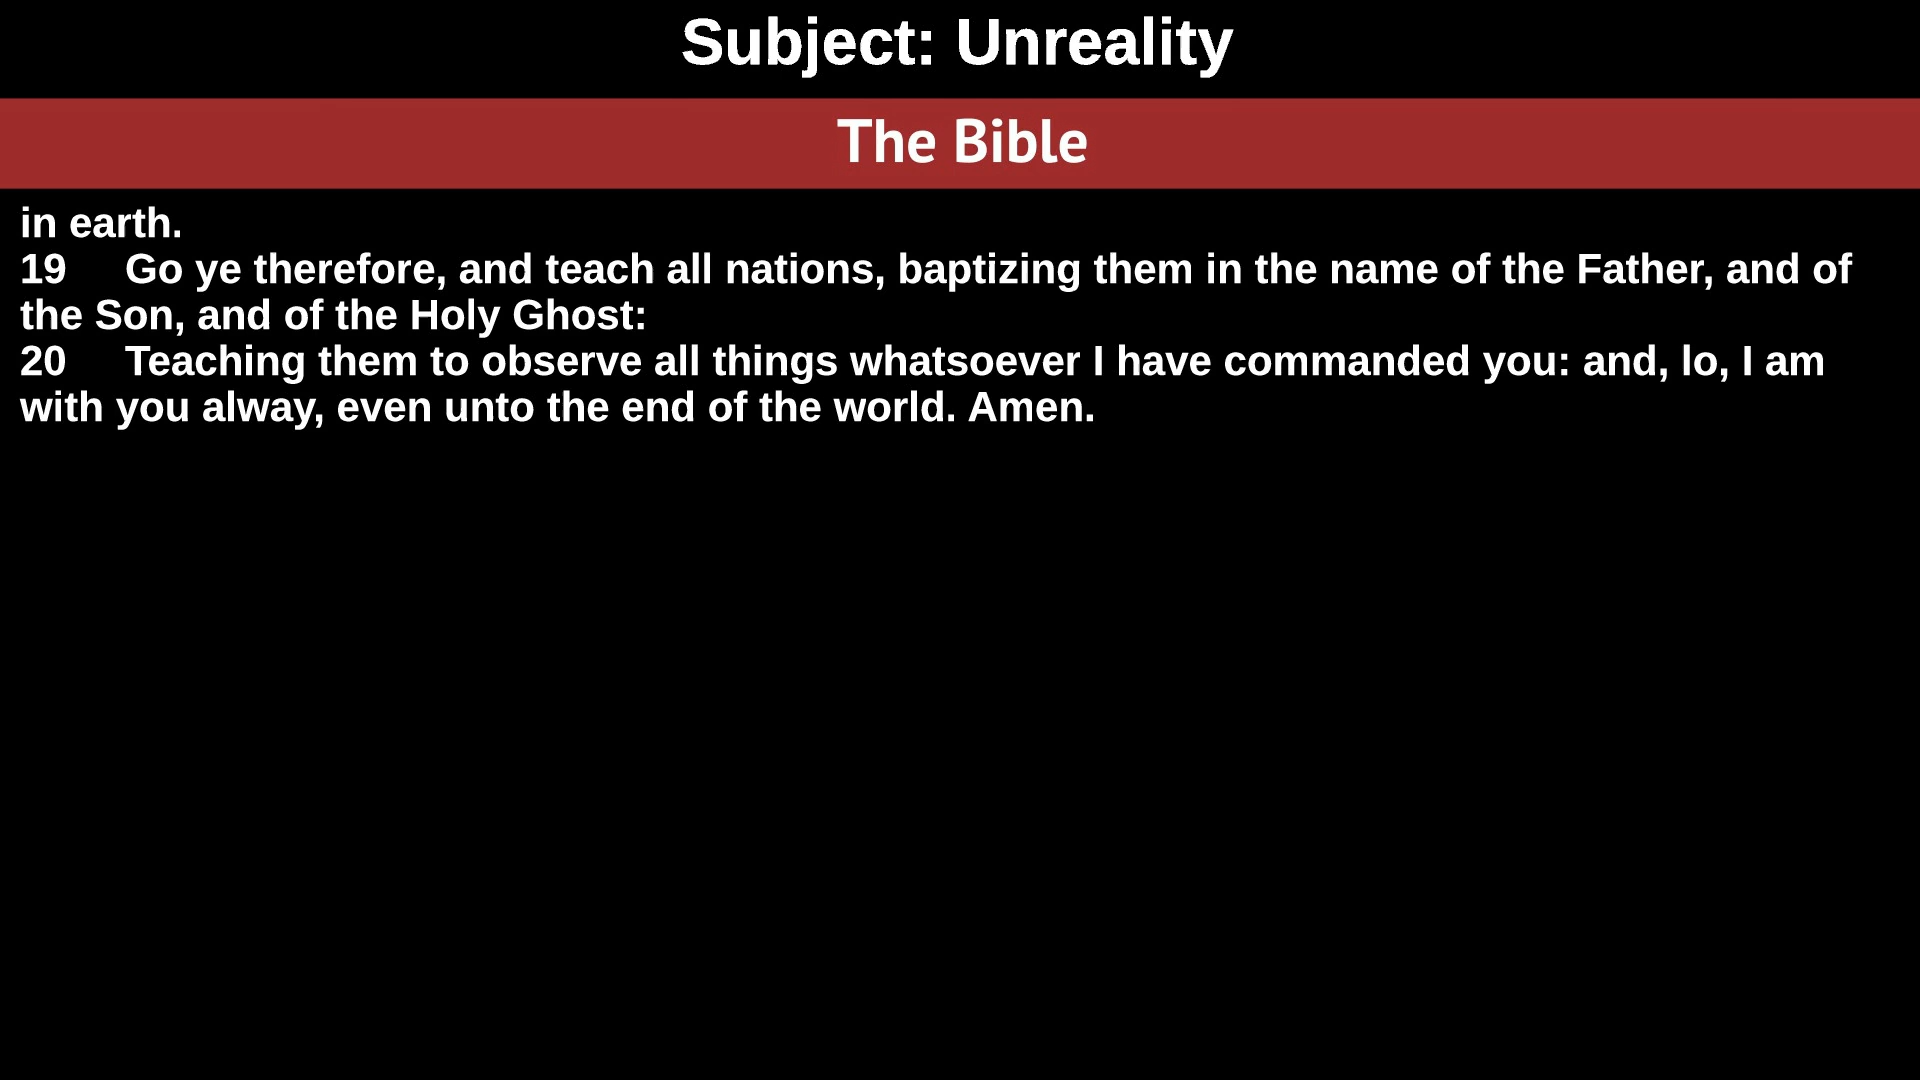 Subject: Unreality
The Bible
in earth.
19 Go ye therefore, and teach all nations, baptizing them in the name of the Father, and of
the Son, and of the Holy Ghost:
20 Teaching them to observe all things whatsoever I have commanded you: and, lo, I am
with you alway, even unto the end of the world. Amen.